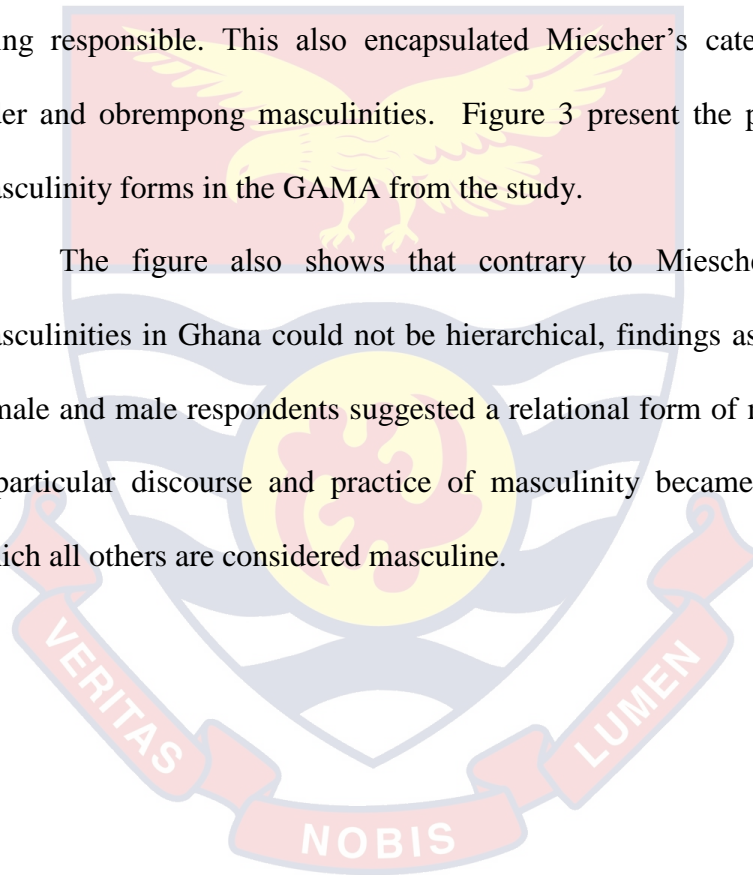 ing responsible. This also encapsulated Miescher's cate
er and obrempong masculinities. Figure 3 present the p
asculinity forms in the GAMA from the study.
The figure also shows that contrary to Miesche
asculinities in Ghana could not be hierarchical, findings as
male and male respondents suggested a relational form of
particular discourse and practice of masculinity became
ich all others are considered masculine.
VERITAS
NOBIS
LUMEN